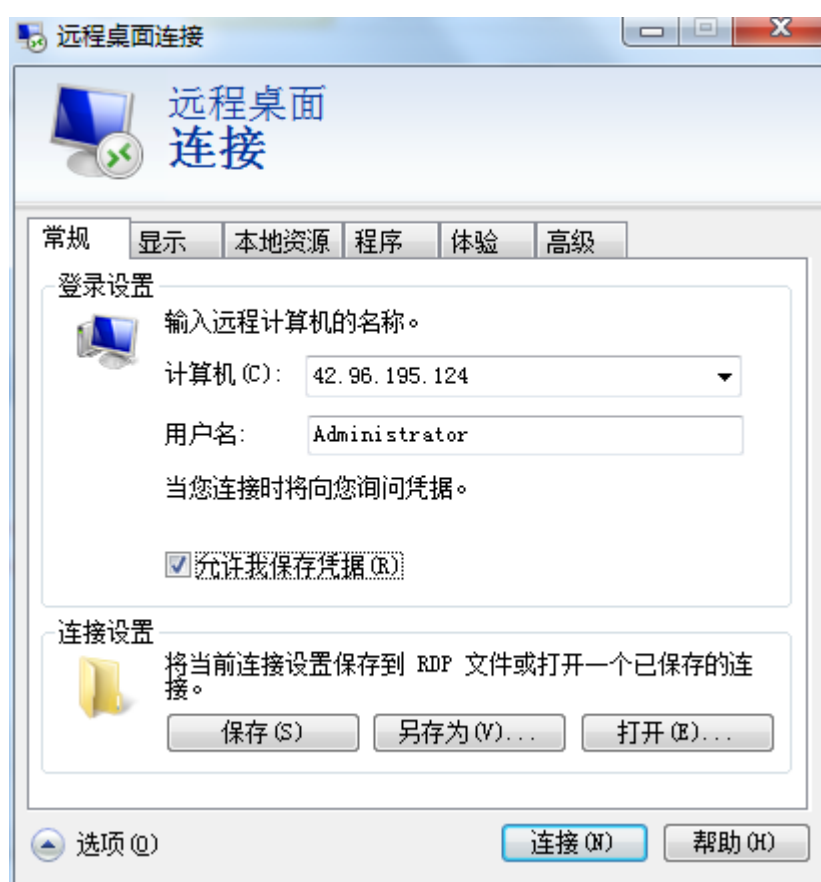 远程桌面连接
远程桌面
连接
常规 显示 本地资源 程序 体验 高级
登录设置
输入远程计算机的名称。
计算机(C): 42.96.195.124
用户名: Administrator
当您连接时将向您询问凭据。
允许我保存凭据(R)
连接设置
将当前连接设置保存到 RDP 文件或打开一个已保存的连
接。
保存(S) 另存为(V)... 打开(E)...
选项(O) 连接(N) 帮助(H)